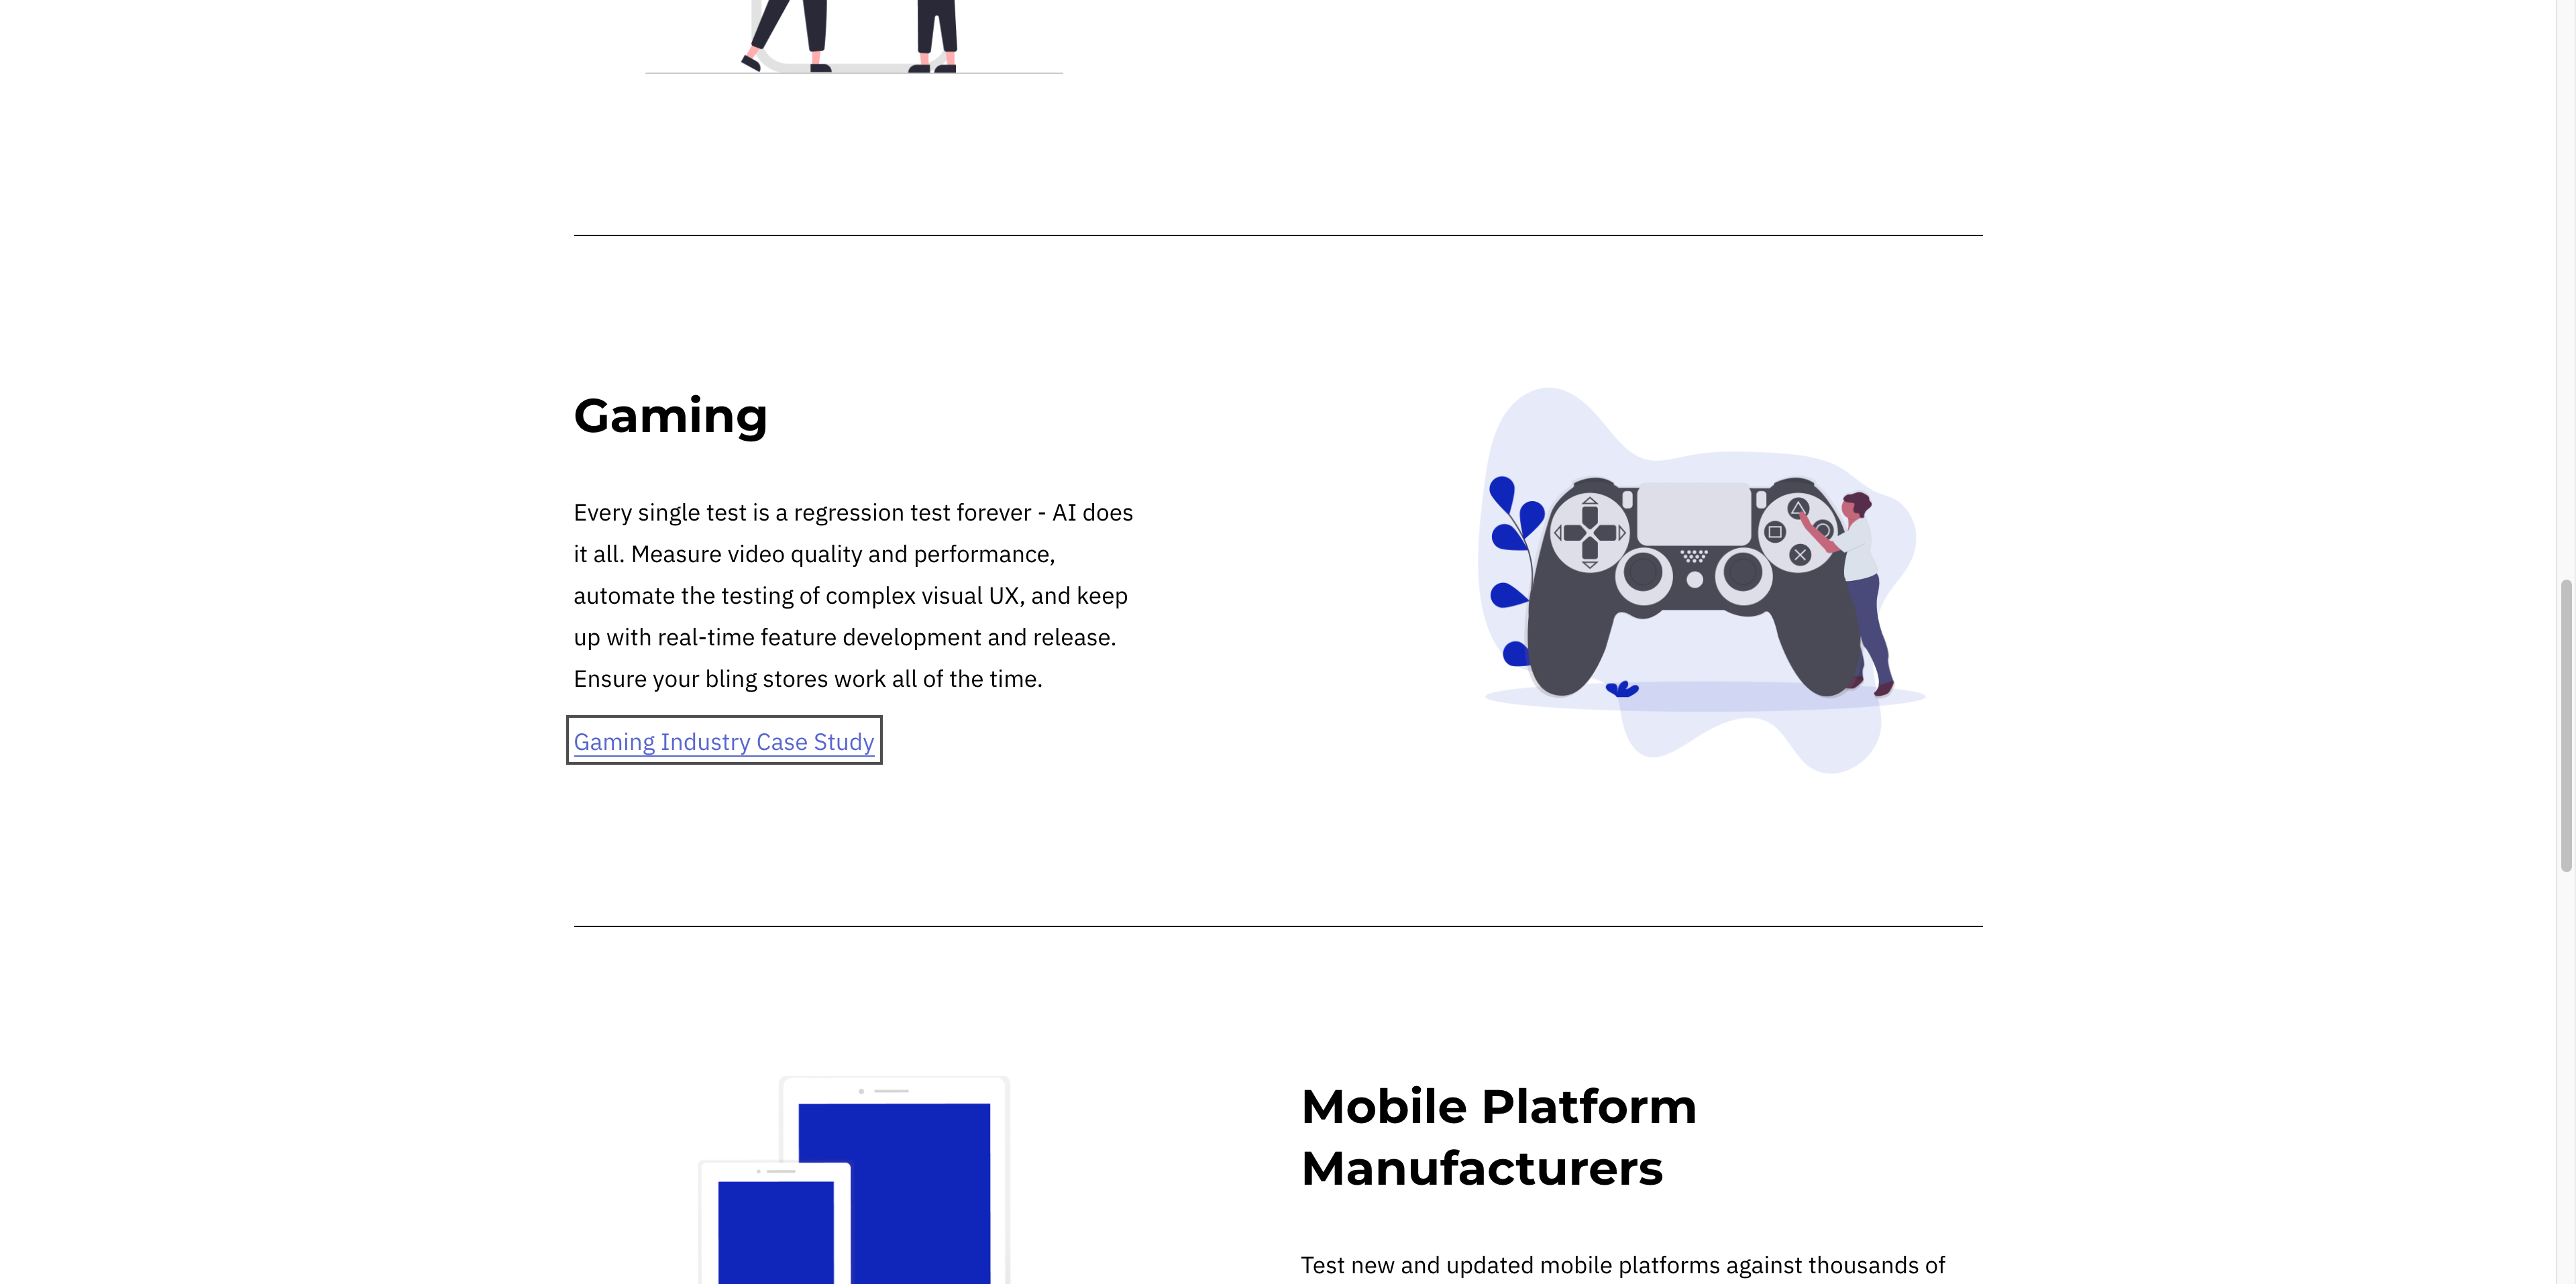 Gaming
Every single test is a regression test forever - AI does
it all. Measure video quality and performance,
automate the testing of complex visual UX, and keep
up with real-time feature development and release.
Ensure your bling stores work all of the time.
Gaming Industry Case Study
Mobile Platform
Manufacturers
Test new and updated mobile platforms against thousands of